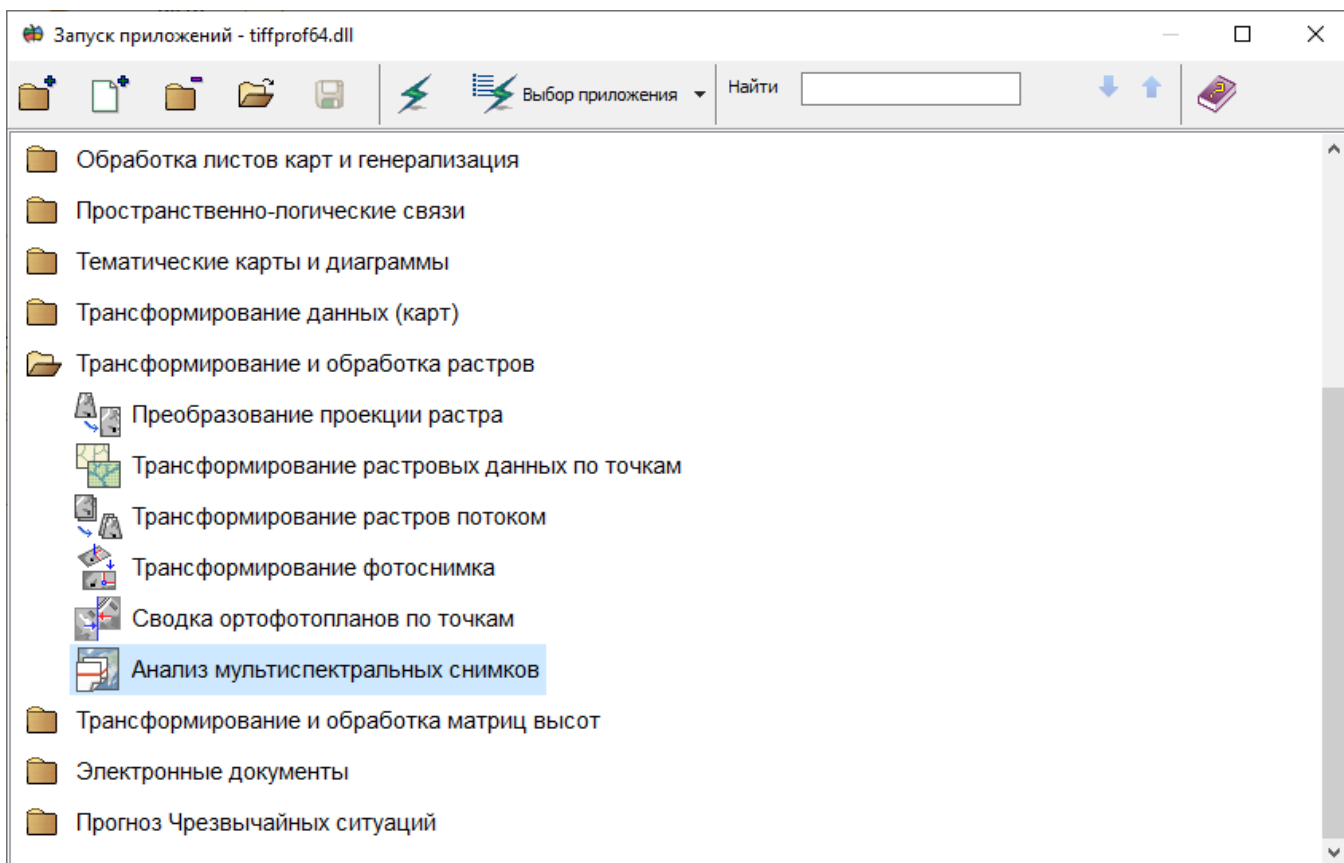 Запуск приложений - tiffprof64.dll
Выбор приложения
Найти
Обработка листов карт и генерализация
Пространственно-логические связи
Тематические карты и диаграммы
Трансформирование данных (карт)
Трансформирование и обработка растров
Преобразование проекции растра
Трансформирование растровых данных по точкам
Трансформирование растров потоком
Трансформирование фотоснимка
Сводка ортофотопланов по точкам
Анализ мультиспектральных снимков
Трансформирование и обработка матриц высот
Электронные документы
Прогноз Чрезвычайных ситуаций